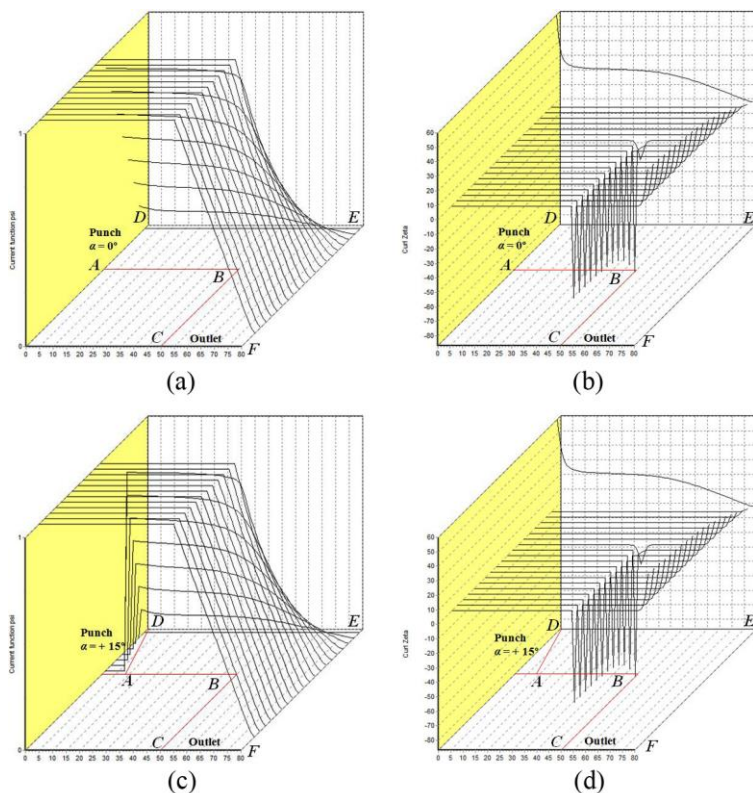 Current function psi
1
0
D
E
Punch
α = 0°
A
B
C
Outlet
F
0 5 10 15 20 25 30 35 40 45 50 55 60 65 70 75 80
(a)
Curl Zeta
60
50
40
30
20
10
0
-10
-20
-30
-40
-50
-60
-70
-80
D
E
Punch
α = 0°
A
B
C
Outlet
F
0 5 10 15 20 25 30 35 40 45 50 55 60 65 70 75 80
(b)
Current function psi
1
0
D
E
Punch
α = + 15°
A
B
C
Outlet
F
0 5 10 15 20 25 30 35 40 45 50 55 60 65 70 75 80
(c)
Curl Zeta
60
50
40
30
20
10
0
-10
-20
-30
-40
-50
-60
-70
-80
D
E
Punch
α = + 15°
A
B
C
Outlet
F
0 5 10 15 20 25 30 35 40 45 50 55 60 65 70 75 80
(d)